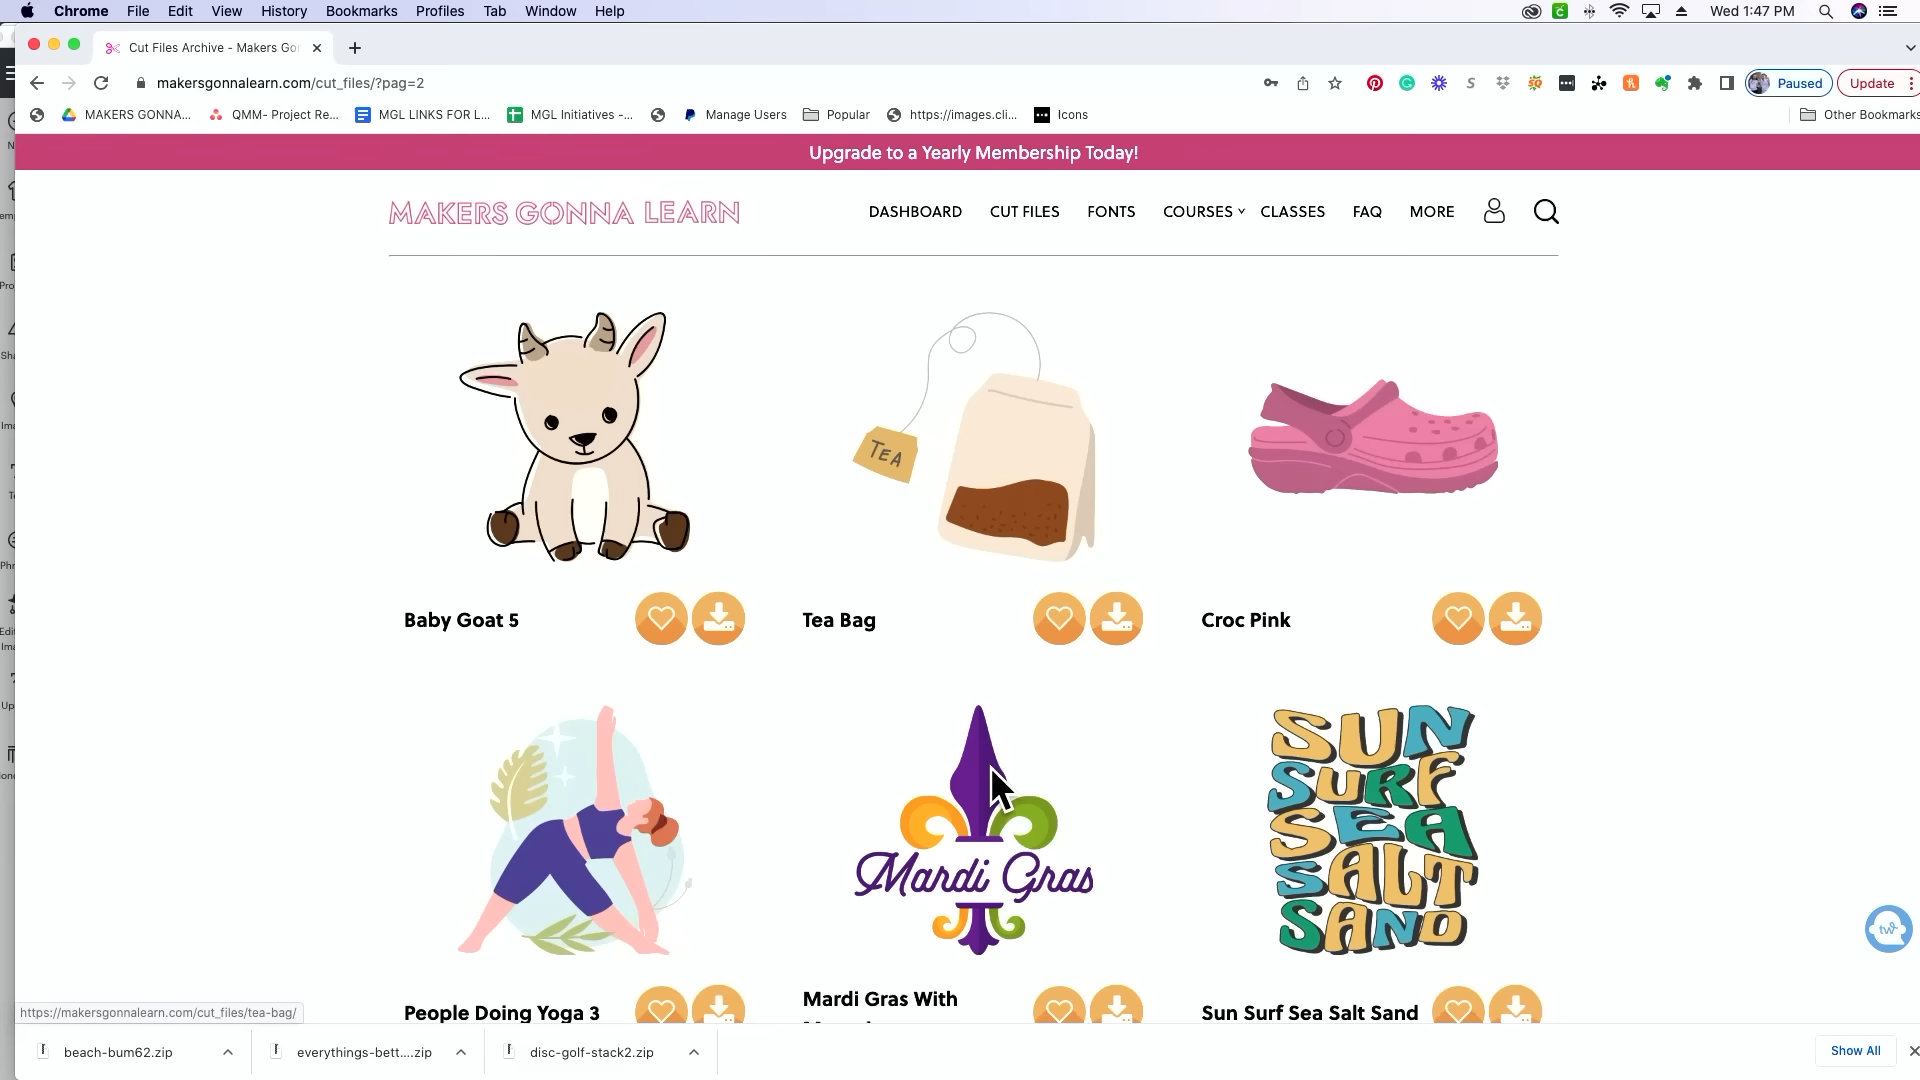 Chrome File Edit View History Bookmarks Profiles Tab Window Help Wed 1:47 PM
Cut Files Archive - Makers Go
makersgonnalearn.com/cut_files/?pag=2 Paused Update
MAKERS GONNA... QMM- Project Re... MGL LINKS FOR L... MGL Initiatives -... Manage Users Popular https://images.cli... Icons Other Bookmarks
Upgrade to a Yearly Membership Today!
MAKERS GONNA LEARN DASHBOARD CUT FILES FONTS COURSES CLASSES FAQ MORE
TEA
Baby Goat 5 Tea Bag Croc Pink
SUN
SURF
SEA
SALT
SAND
Mardi Gras
tw
People Doing Yoga 3 Mardi Gras With Sun Surf Sea Salt Sand
https://makersgonnalearn.com/cut_files/tea-bag/
beach-bum62.zip everythings-bett....zip disc-golf-stack2.zip Show All